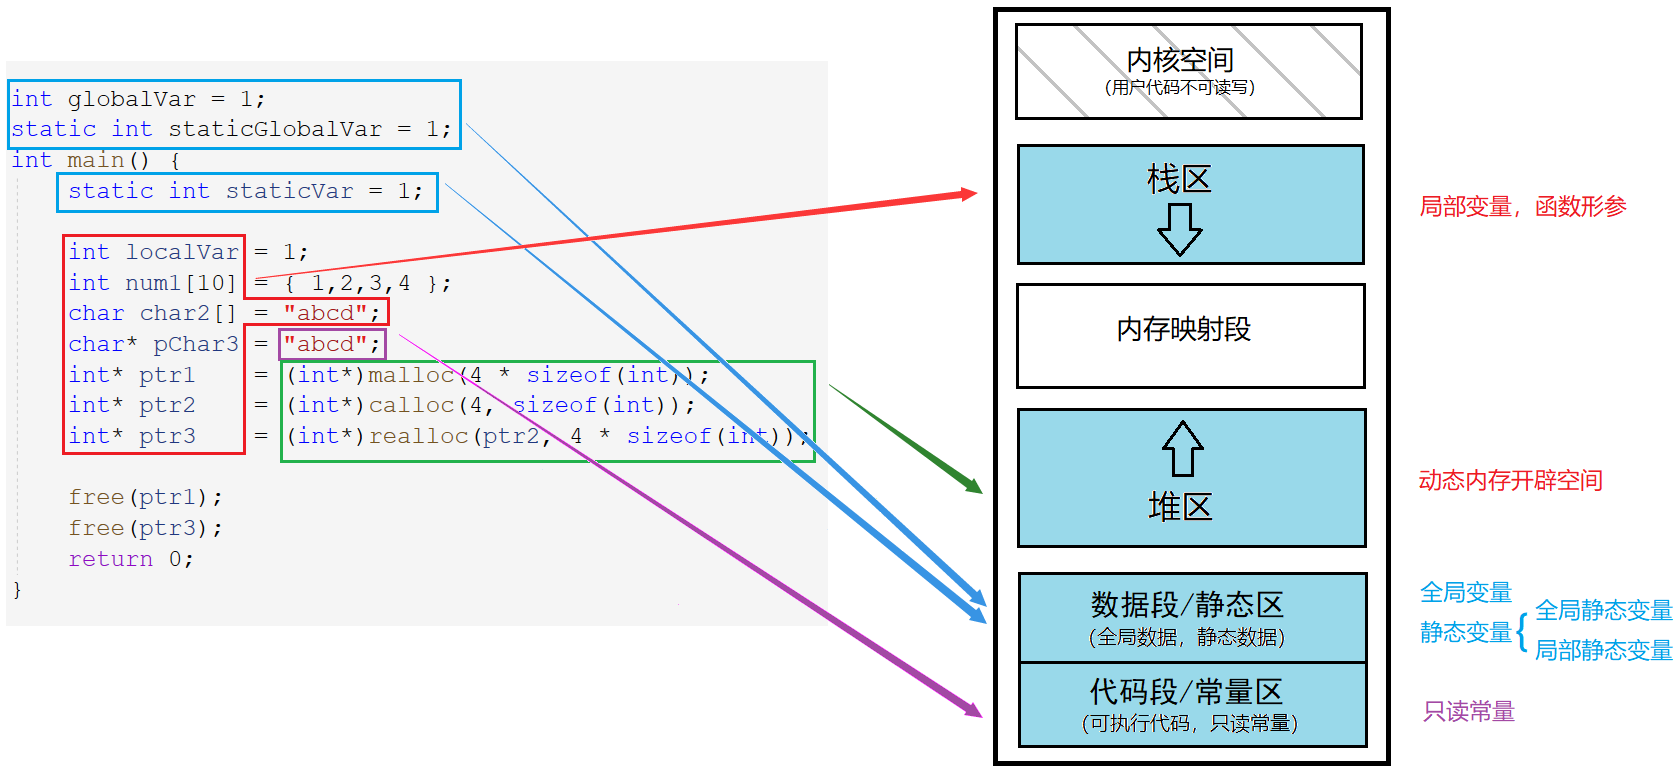 int globalVar = 1;
static int staticGlobalVar = 1;
int main() {
    static int staticVar = 1;
    int localVar = 1;
    int num1[10] = { 1,2,3,4 };
    char char2[] = "abcd";
    char* pChar3 = "abcd";
    int* ptr1    = (int*)malloc(4 * sizeof(int));
    int* ptr2    = (int*)calloc(4, sizeof(int));
    int* ptr3    = (int*)realloc(ptr2, 4 * sizeof(int));
    free(ptr1);
    free(ptr3);
    return 0;
}
内核空间
（用户代码不可读写）
栈区
内存映射段
堆区
数据段/静态区
（全局数据，静态数据）
代码段/常量区
（可执行代码，只读常量）
局部变量，函数形参
动态内存开辟空间
全局变量
静态变量{
全局静态变量
局部静态变量
只读常量